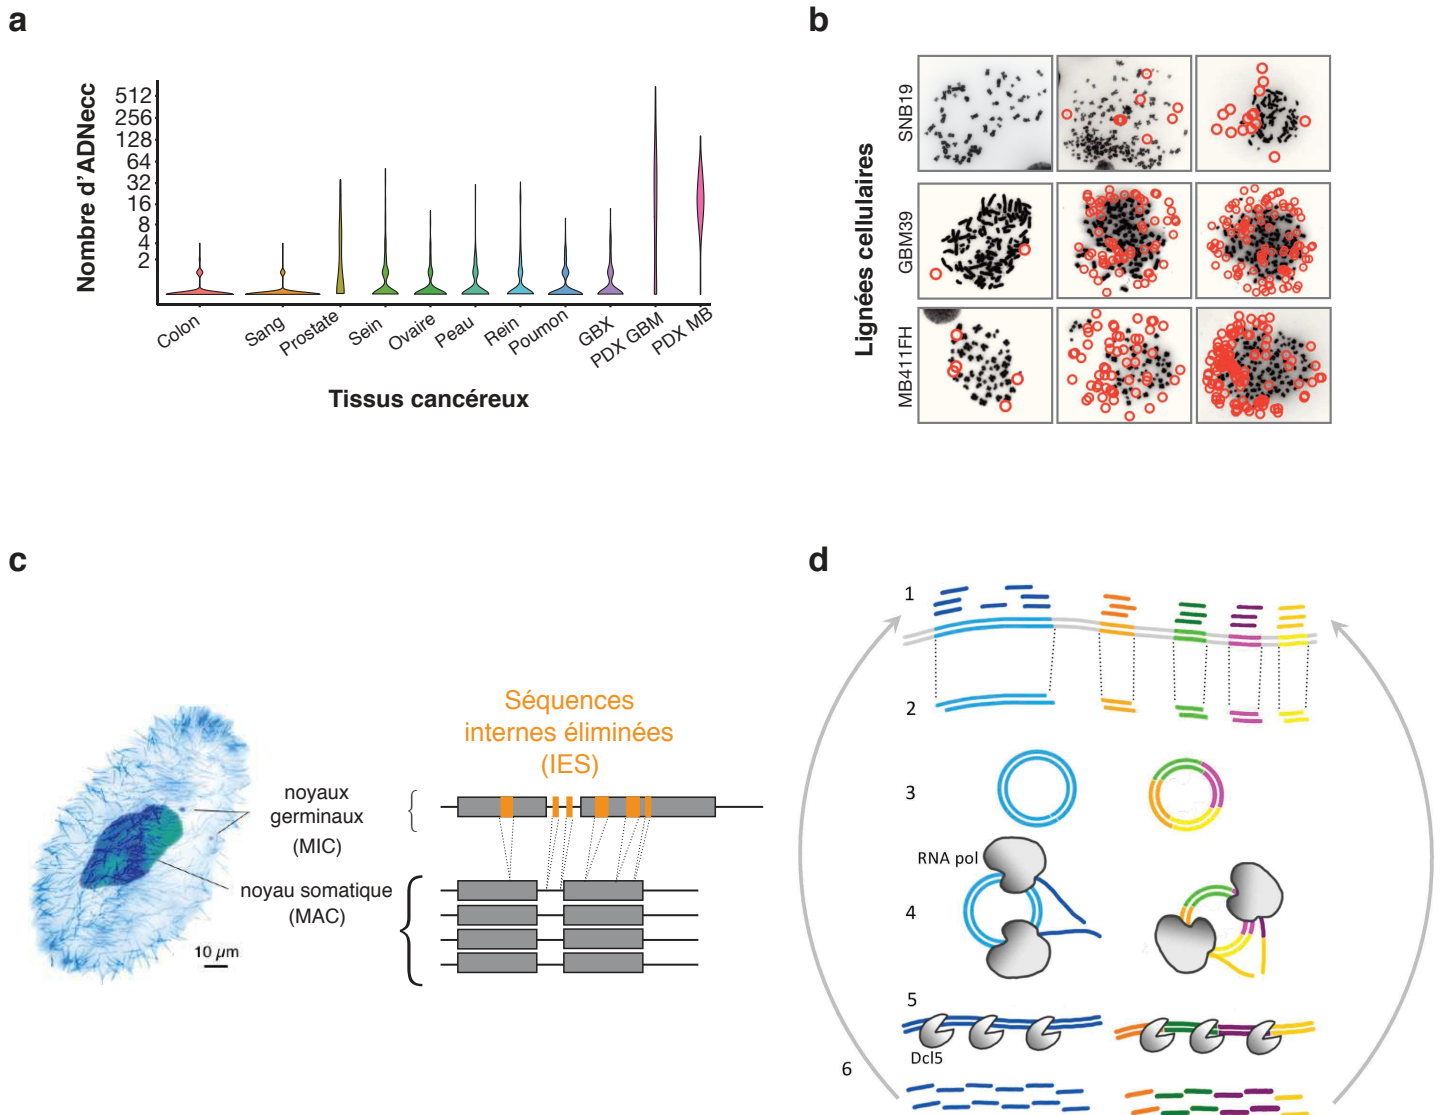 a
Nombre d'ADNecc
512
256
128
64
32
16
8
4
2
Colon
Sang
Prostate
Sein
Ovaire
Peau
Rein
Poumon
GBX
PDX GBM
PDX MB
Tissus cancéreux
b
Lignées cellulaires
SNB19
GBM39
MB411FH
c
noyaux
germinaux
(MIC)
noyau somatique
(MAC)
10 µm
Séquences
internes éliminées
(IES)
d
1
2
3
RNA pol
4
5
Dcl5
6